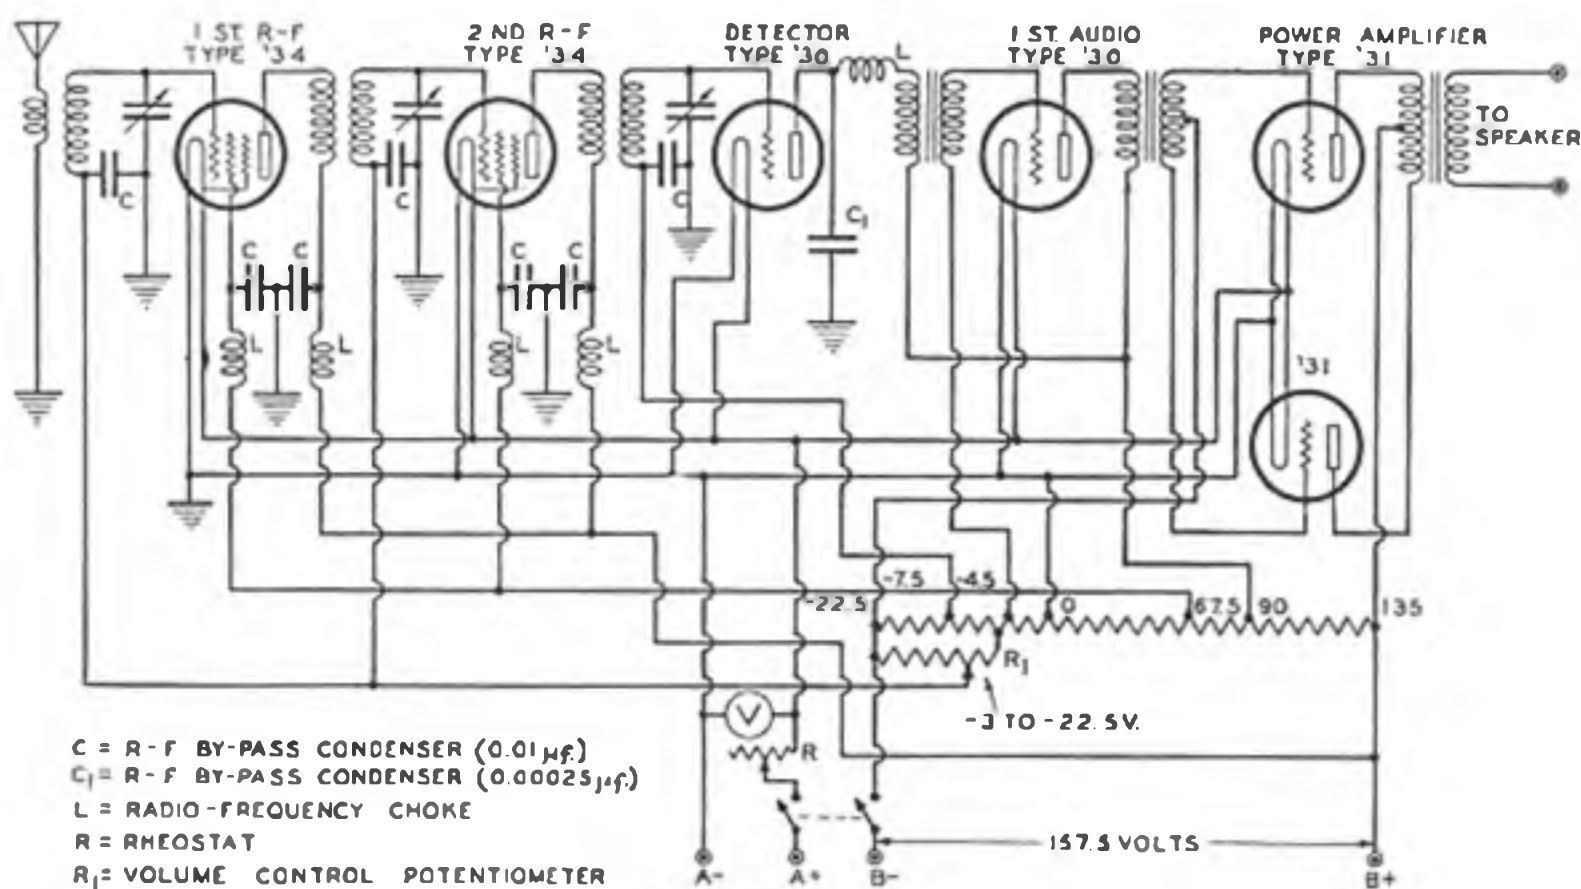 1 ST. R-F
TYPE '34
2 ND R-F
TYPE '34
DETECTOR
TYPE '30
L
1 ST. AUDIO
TYPE '30
POWER AMPLIFIER
TYPE '31
TO
SPEAKER
C
C
C
C1
C C
C C
L L
L L
'31
-22.5
-7.5
-4.5
0
67.5
90
135
R1
-3 TO -22.5V.
V
R
157.5 VOLTS
A-
A+
B-
B+
C = R-F BY-PASS CONDENSER (0.01 µf.)
C1= R-F BY-PASS CONDENSER (0.00025 µf.)
L = RADIO-FREQUENCY CHOKE
R = RHEOSTAT
R1= VOLUME CONTROL POTENTIOMETER